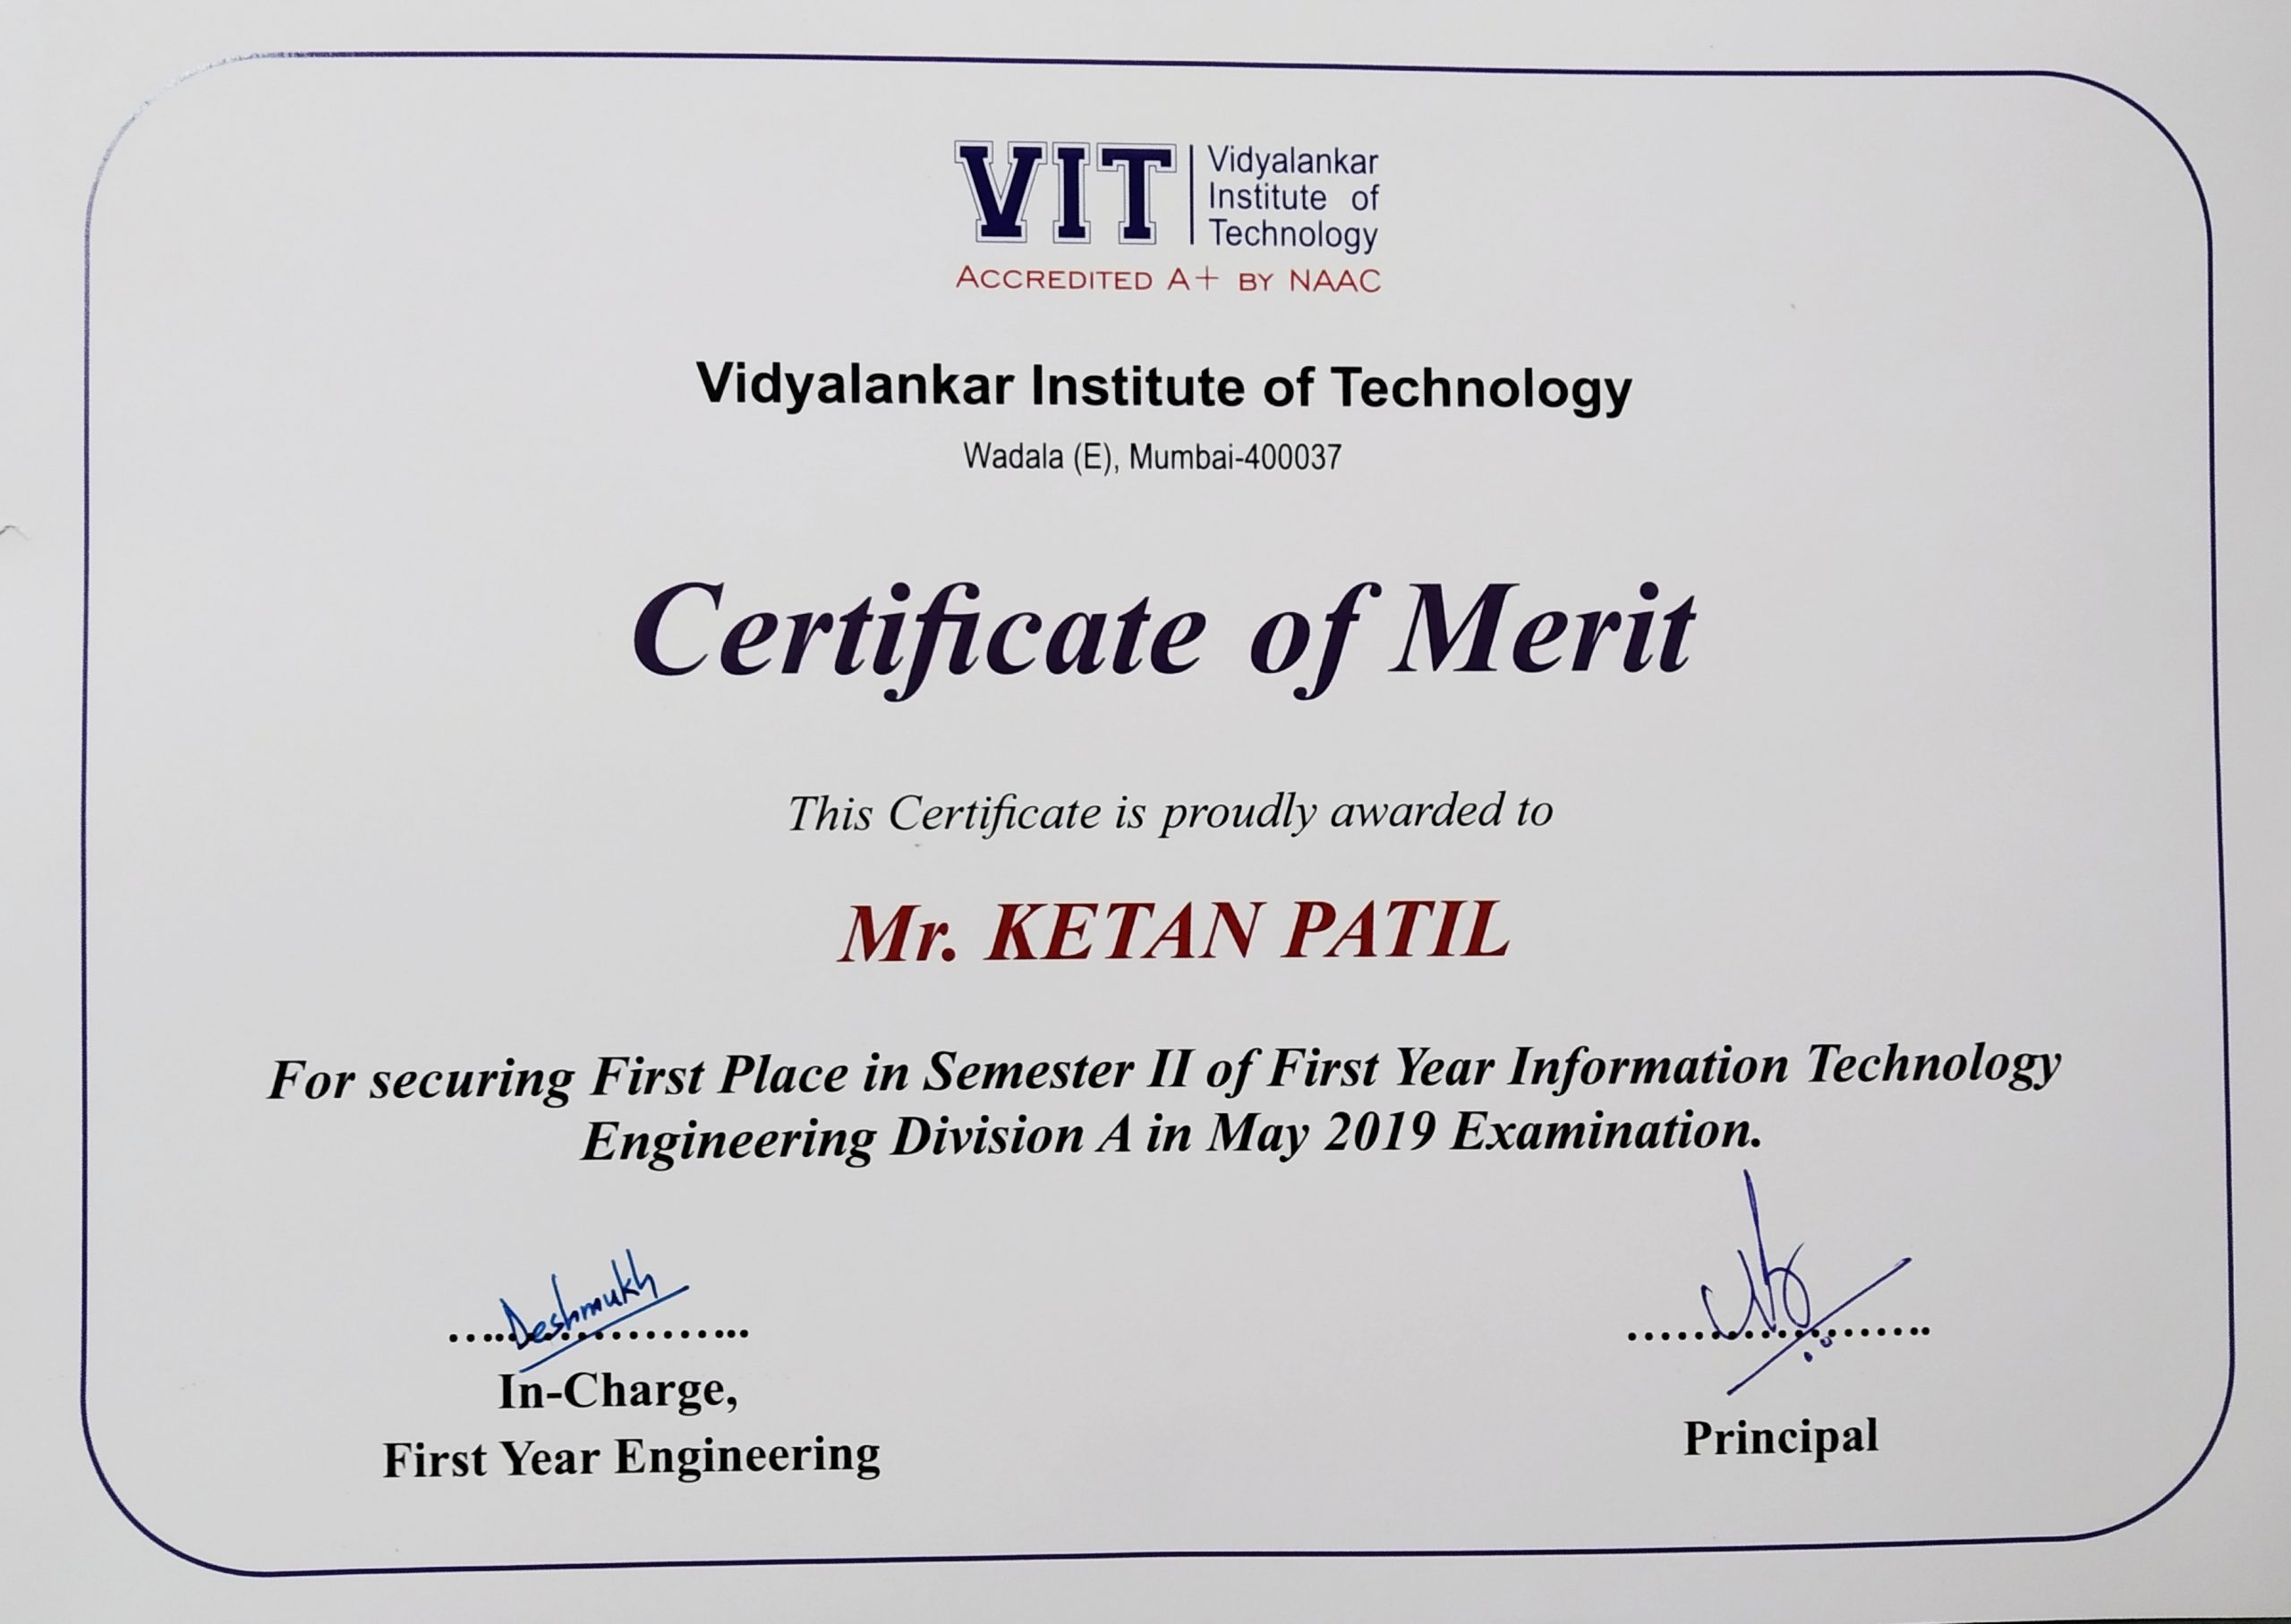 VIT
Vidyalankar
Institute of
Technology
ACCREDITED A+ BY NAAC
Vidyalankar Institute of Technology
Wadala (E), Mumbai-400037
Certificate of Merit
This Certificate is proudly awarded to
Mr. KETAN PATIL
For securing First Place in Semester II of First Year Information Technology
Engineering Division A in May 2019 Examination.
Deshmukh
In-Charge,
First Year Engineering
Principal